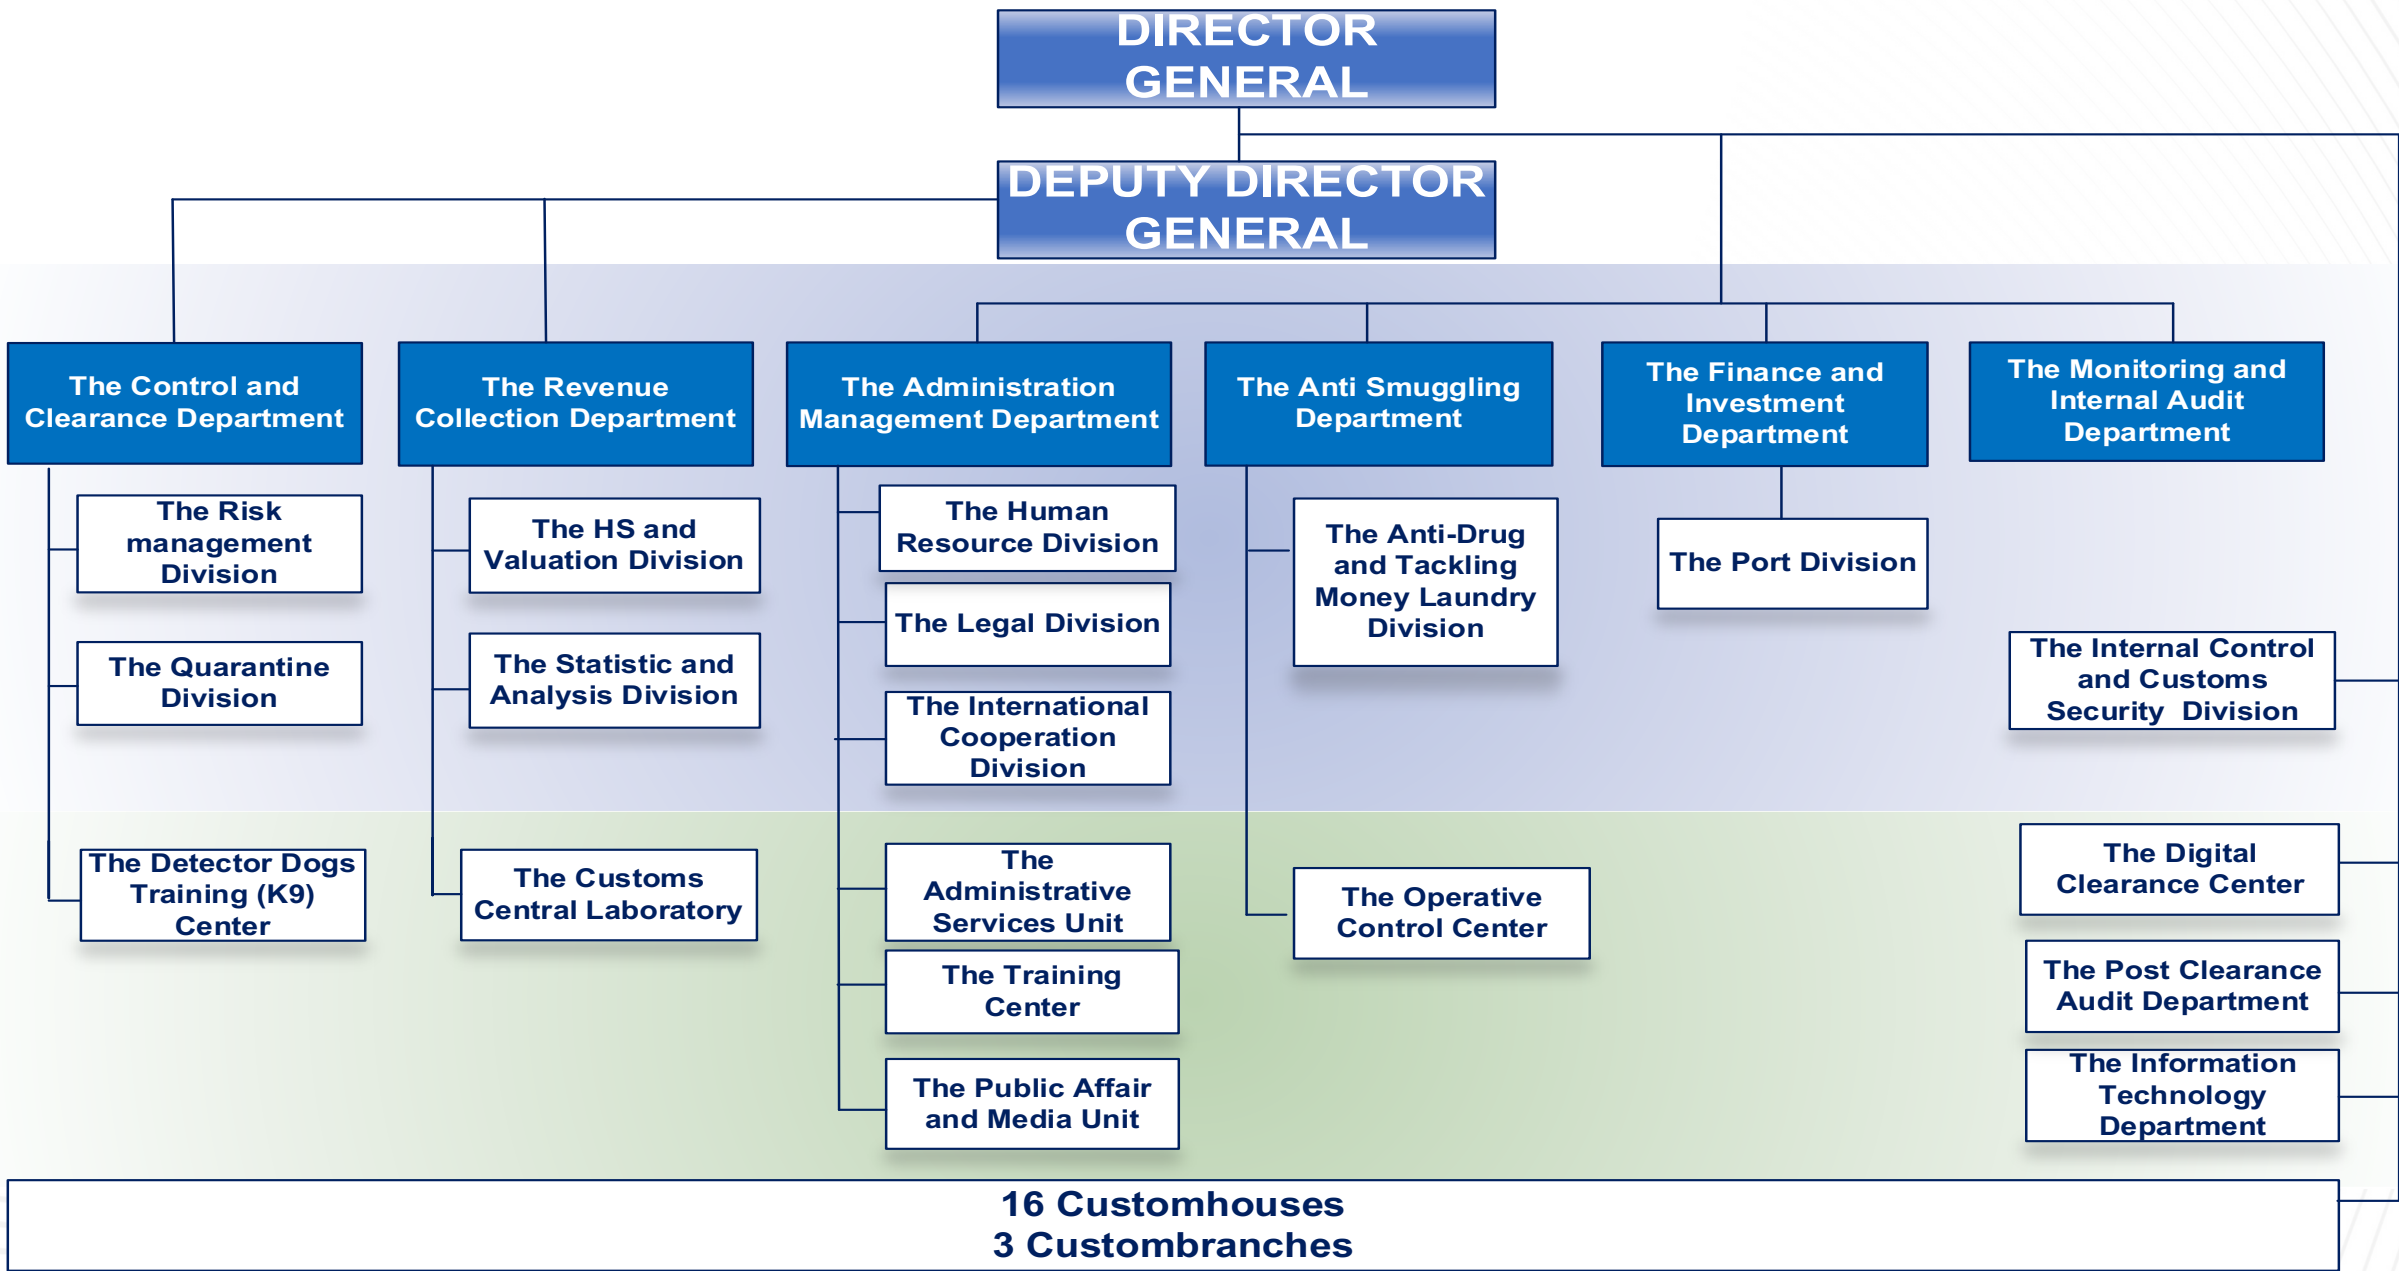 DIRECTOR
GENERAL
DEPUTY DIRECTOR
GENERAL
The Control and
Clearance Department
The Revenue
Collection Department
The Administration
Management Department
The Anti Smuggling
Department
The Finance and
Investment
Department
The Monitoring and
Internal Audit
Department
The Risk
management
Division
The Quarantine
Division
The Detector Dogs
Training (K9)
Center
The HS and
Valuation Division
The Statistic and
Analysis Division
The Customs
Central Laboratory
The Human
Resource Division
The Legal Division
The International
Cooperation
Division
The
Administrative
Services Unit
The Training
Center
The Public Affair
and Media Unit
The Anti-Drug
and Tackling
Money Laundry
Division
The Operative
Control Center
The Port Division
The Internal Control
and Customs
Security Division
The Digital
Clearance Center
The Post Clearance
Audit Department
The Information
Technology
Department
16 Customhouses
3 Custombranches